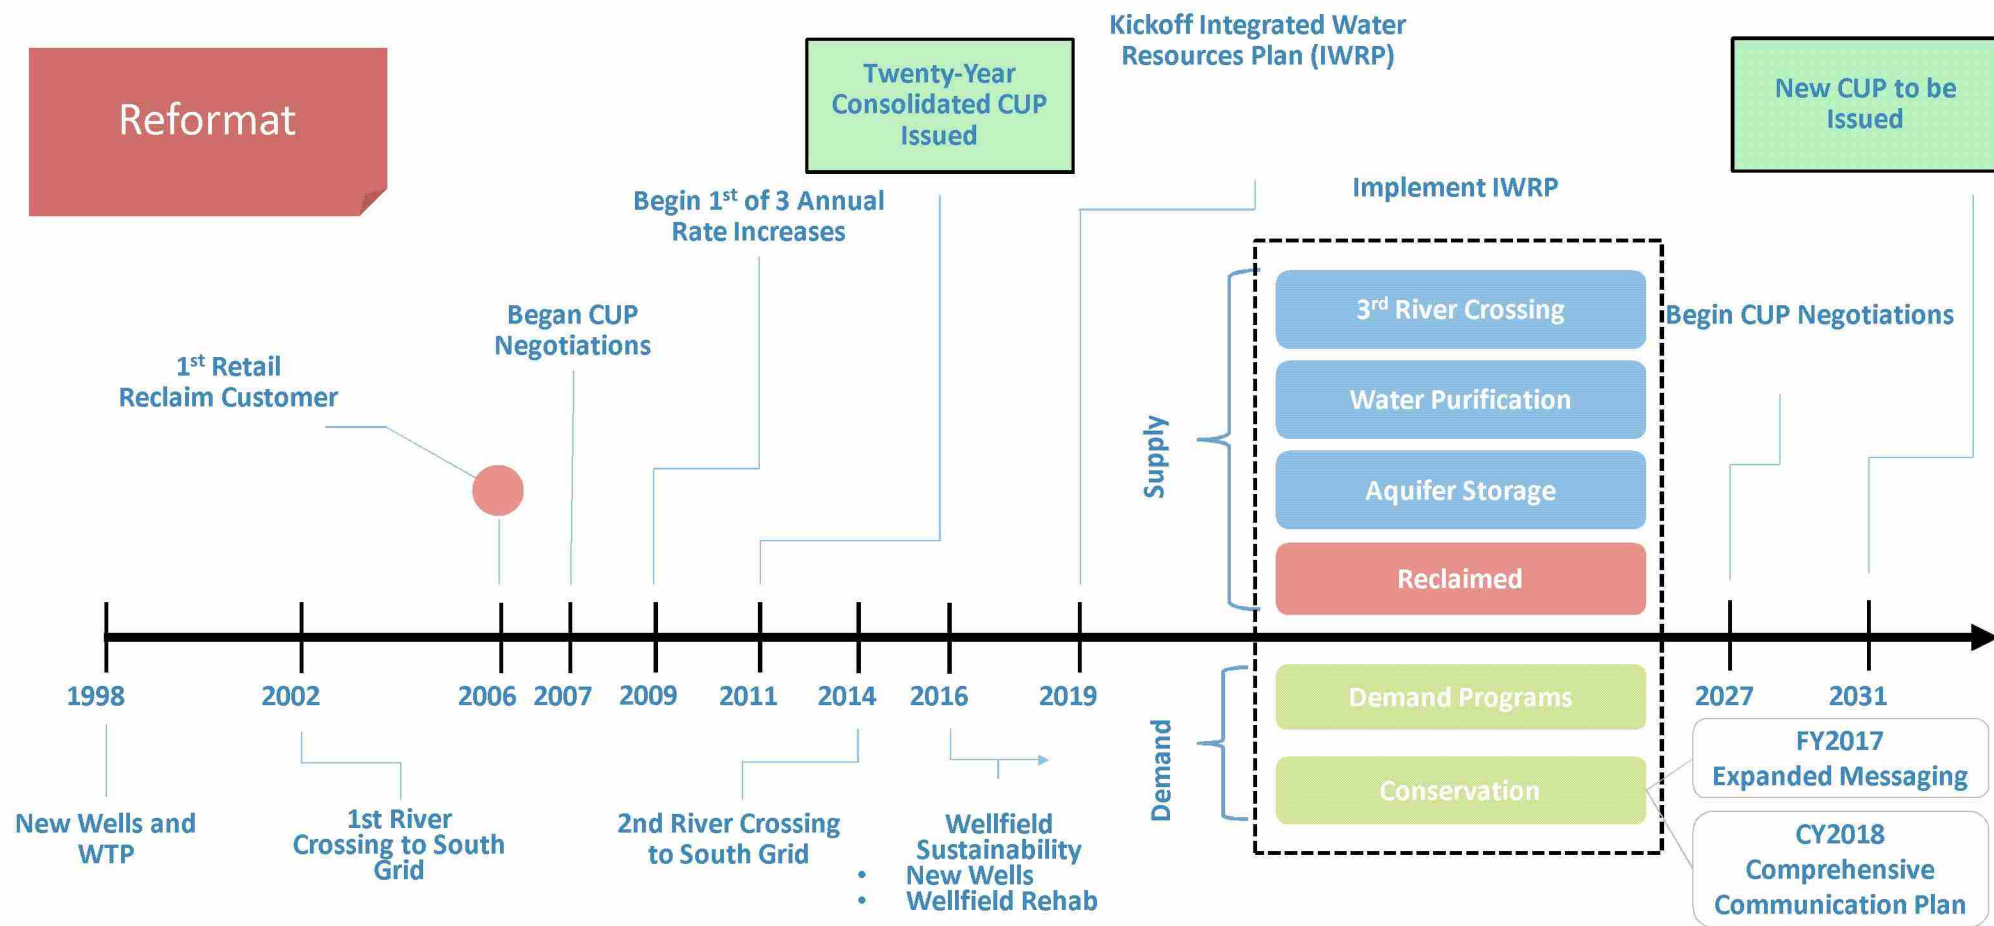 Reformat
Twenty-Year
Consolidated CUP
Issued
Kickoff Integrated Water
Resources Plan (IWRP)
New CUP to be
Issued
Begin 1st of 3 Annual
Rate Increases
Implement IWRP
Began CUP
Negotiations
1st Retail
Reclaim Customer
Supply
3rd River Crossing
Water Purification
Aquifer Storage
Reclaimed
Begin CUP Negotiations
1998
2002
2006
2007
2009
2011
2014
2016
2019
2027
2031
Demand
Demand Programs
Conservation
FY2017
Expanded Messaging
CY2018
Comprehensive
Communication Plan
New Wells and
WTP
1st River
Crossing to South
Grid
2nd River Crossing
to South Grid
Wellfield
Sustainability
• New Wells
• Wellfield Rehab